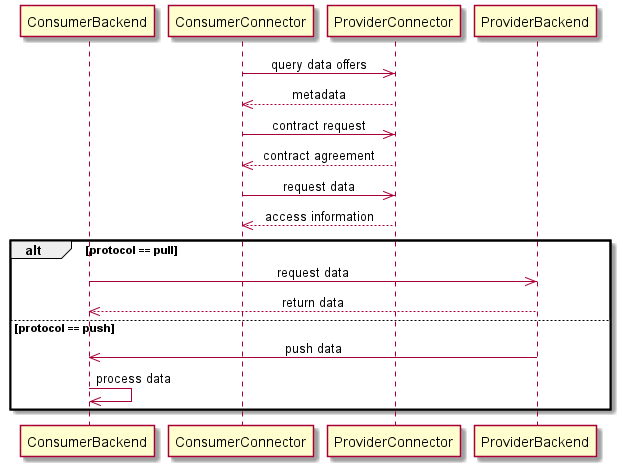 ConsumerBackend ConsumerConnector ProviderConnector ProviderBackend
query data offers
metadata
contract request
contract agreement
request data
access information
alt [protocol == pull]
request data
return data
[protocol == push]
push data
process data
ConsumerBackend ConsumerConnector ProviderConnector ProviderBackend